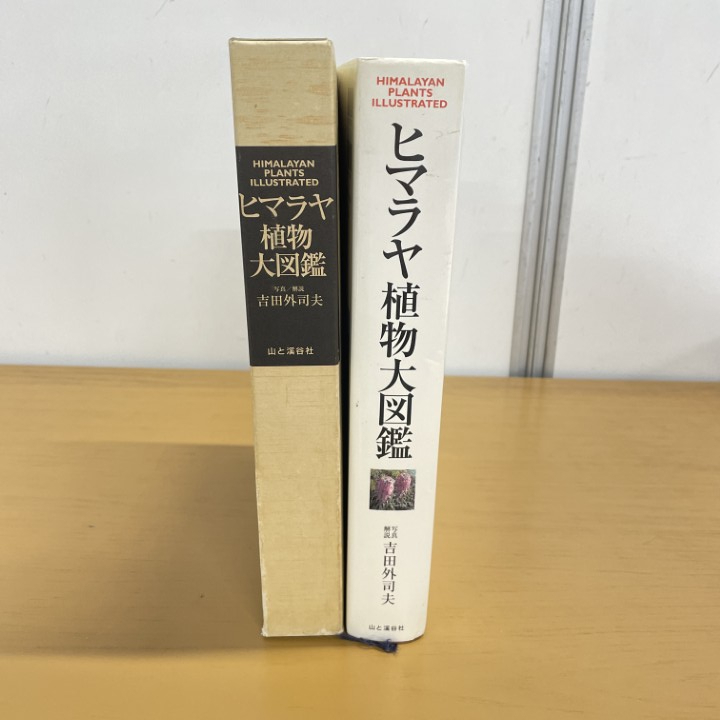 HIMALAYAN
PLANTS
ILLUSTRATED
ヒマラヤ
植物
大図鑑
写真/解説
吉田外司夫
山と溪谷社
HIMALAYAN
PLANTS
ILLUSTRATED
ヒマラヤ植物大図鑑
写真
解説
吉田外司夫
山と溪谷社